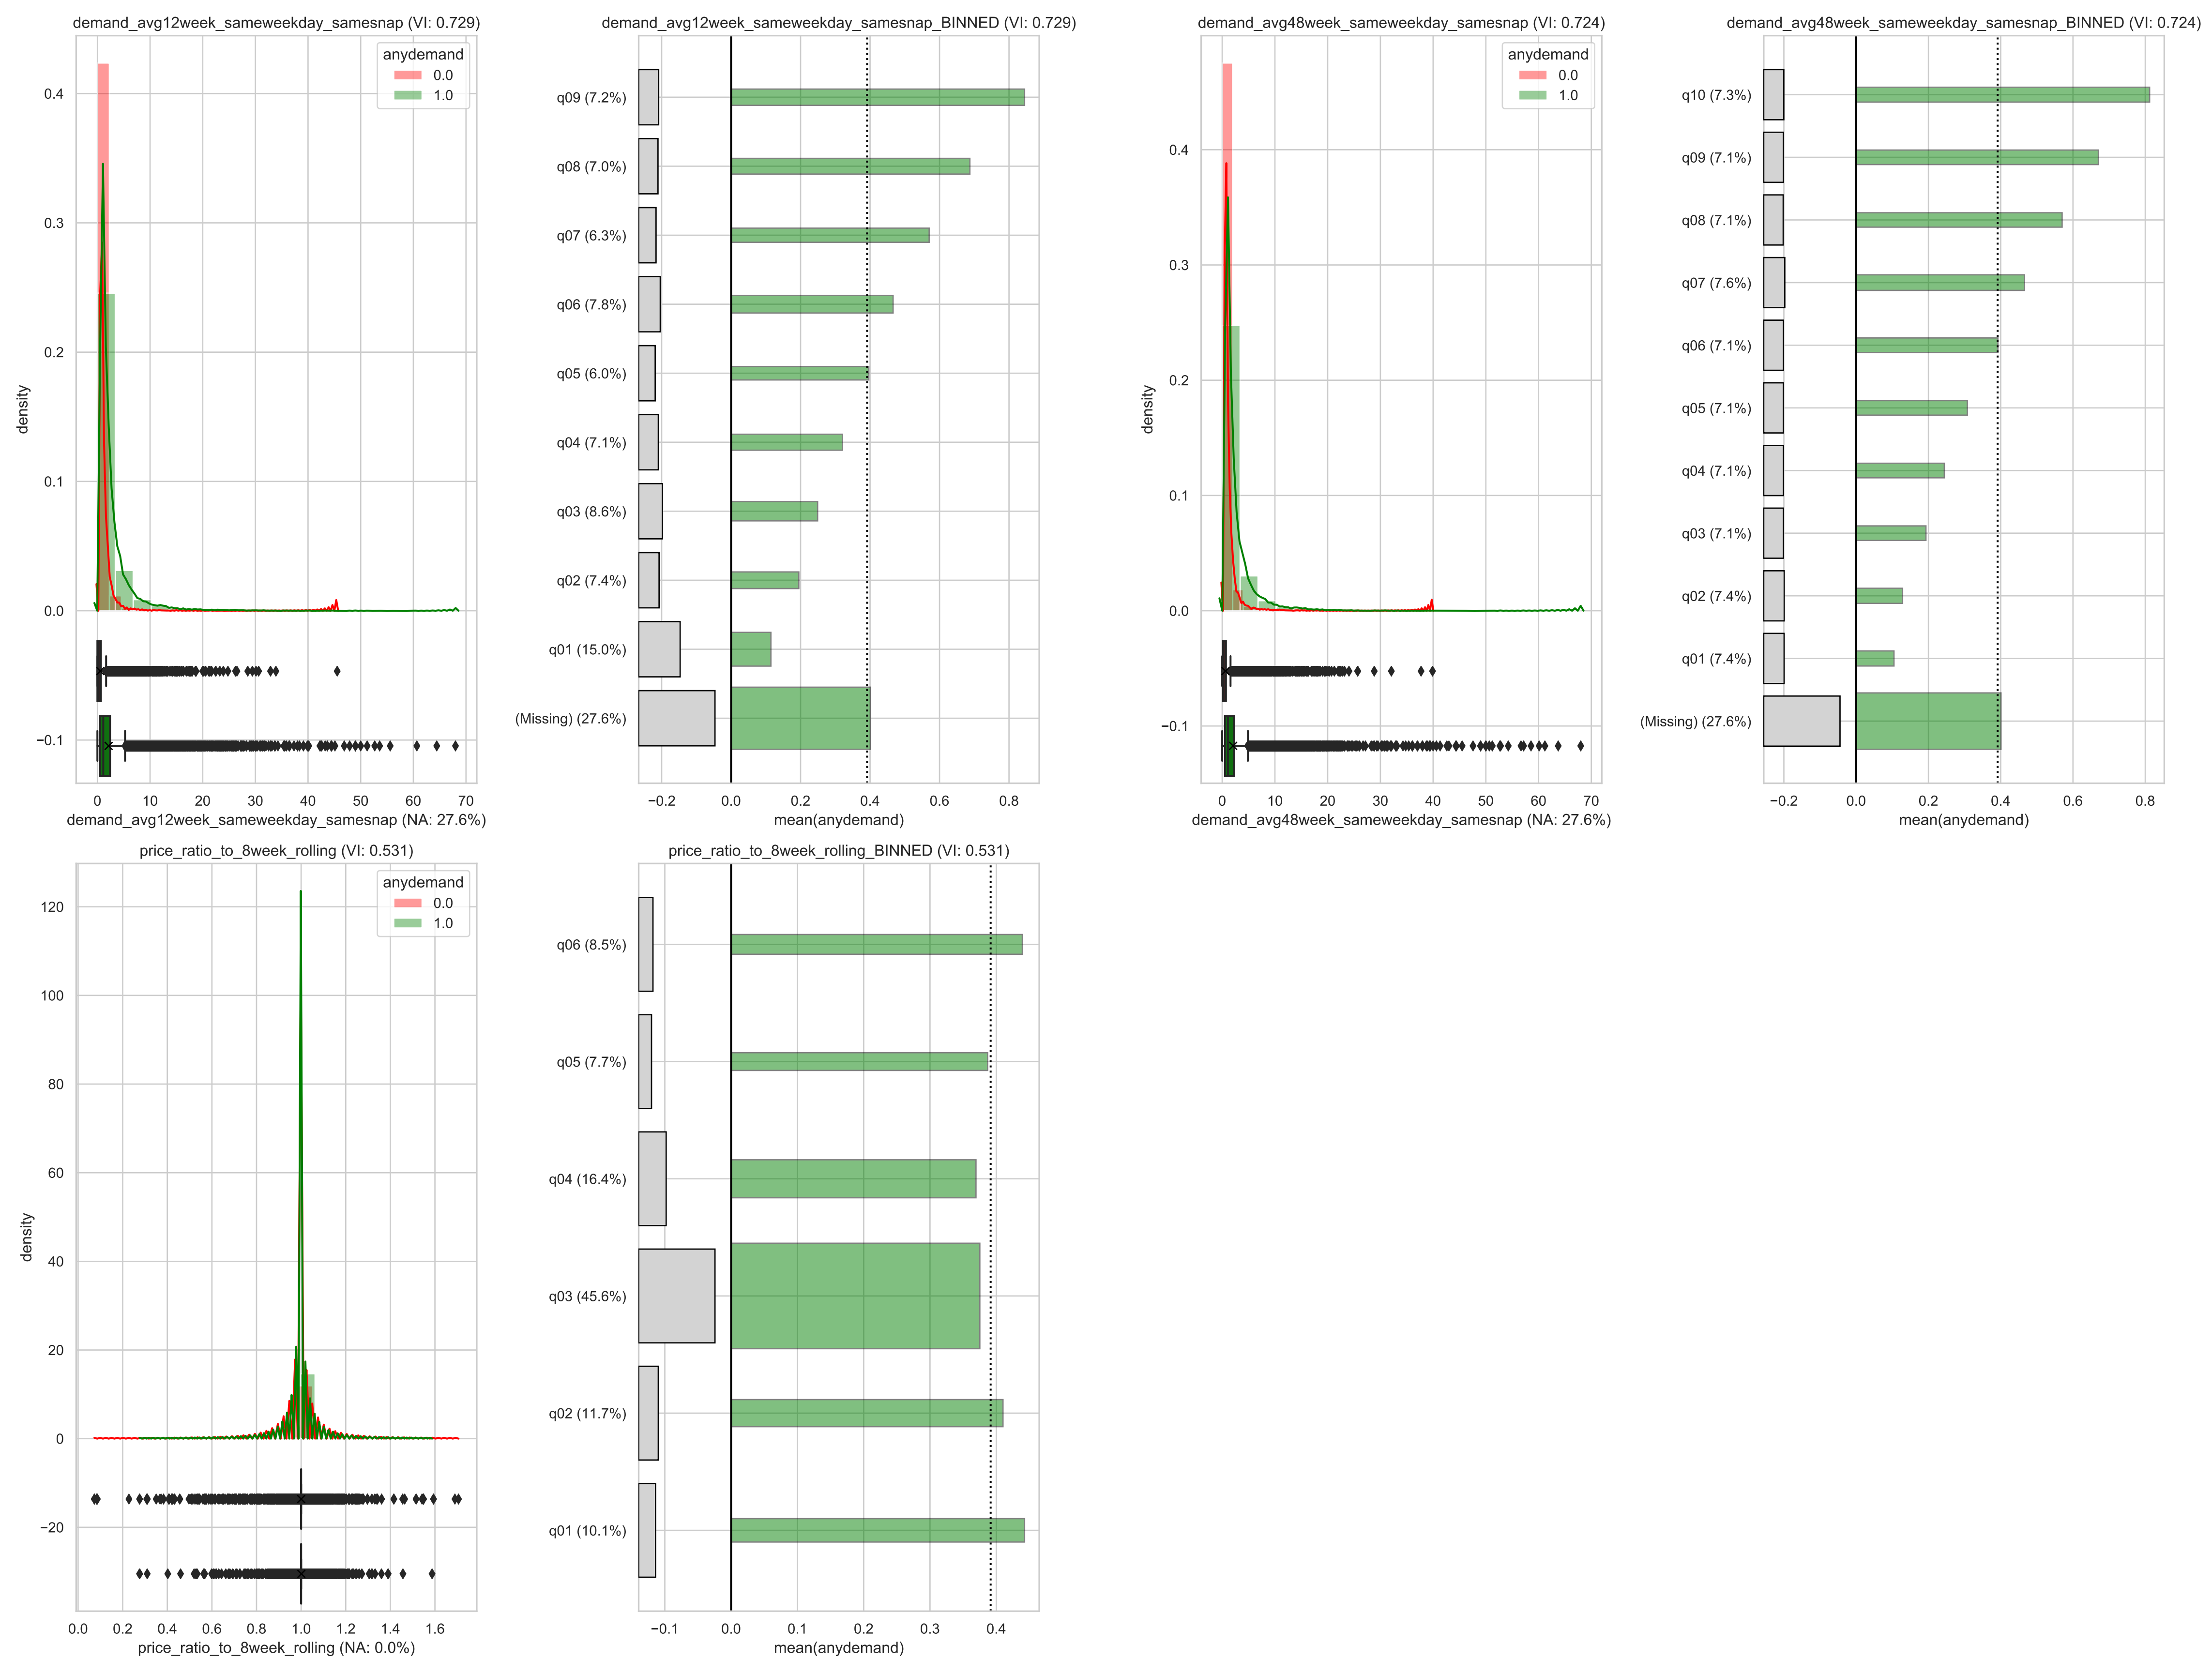 demand_avg12week_sameweekday_samesnap (VI: 0.729)
anydemand
0.0
1.0
density
0.4
0.3
0.2
0.1
0.0
−0.1
0 10 20 30 40 50 60 70
demand_avg12week_sameweekday_samesnap (NA: 27.6%)
demand_avg12week_sameweekday_samesnap_BINNED (VI: 0.729)
q09 (7.2%)
q08 (7.0%)
q07 (6.3%)
q06 (7.8%)
q05 (6.0%)
q04 (7.1%)
q03 (8.6%)
q02 (7.4%)
q01 (15.0%)
(Missing) (27.6%)
−0.2 0.0 0.2 0.4 0.6 0.8
mean(anydemand)
demand_avg48week_sameweekday_samesnap (VI: 0.724)
anydemand
0.0
1.0
density
0.4
0.3
0.2
0.1
0.0
−0.1
0 10 20 30 40 50 60 70
demand_avg48week_sameweekday_samesnap (NA: 27.6%)
demand_avg48week_sameweekday_samesnap_BINNED (VI: 0.724)
q10 (7.3%)
q09 (7.1%)
q08 (7.1%)
q07 (7.6%)
q06 (7.1%)
q05 (7.1%)
q04 (7.1%)
q03 (7.1%)
q02 (7.4%)
q01 (7.4%)
(Missing) (27.6%)
−0.2 0.0 0.2 0.4 0.6 0.8
mean(anydemand)
price_ratio_to_8week_rolling (VI: 0.531)
anydemand
0.0
1.0
density
120
100
80
60
40
20
0
−20
0.0 0.2 0.4 0.6 0.8 1.0 1.2 1.4 1.6
price_ratio_to_8week_rolling (NA: 0.0%)
price_ratio_to_8week_rolling_BINNED (VI: 0.531)
q06 (8.5%)
q05 (7.7%)
q04 (16.4%)
q03 (45.6%)
q02 (11.7%)
q01 (10.1%)
−0.1 0.0 0.1 0.2 0.3 0.4
mean(anydemand)